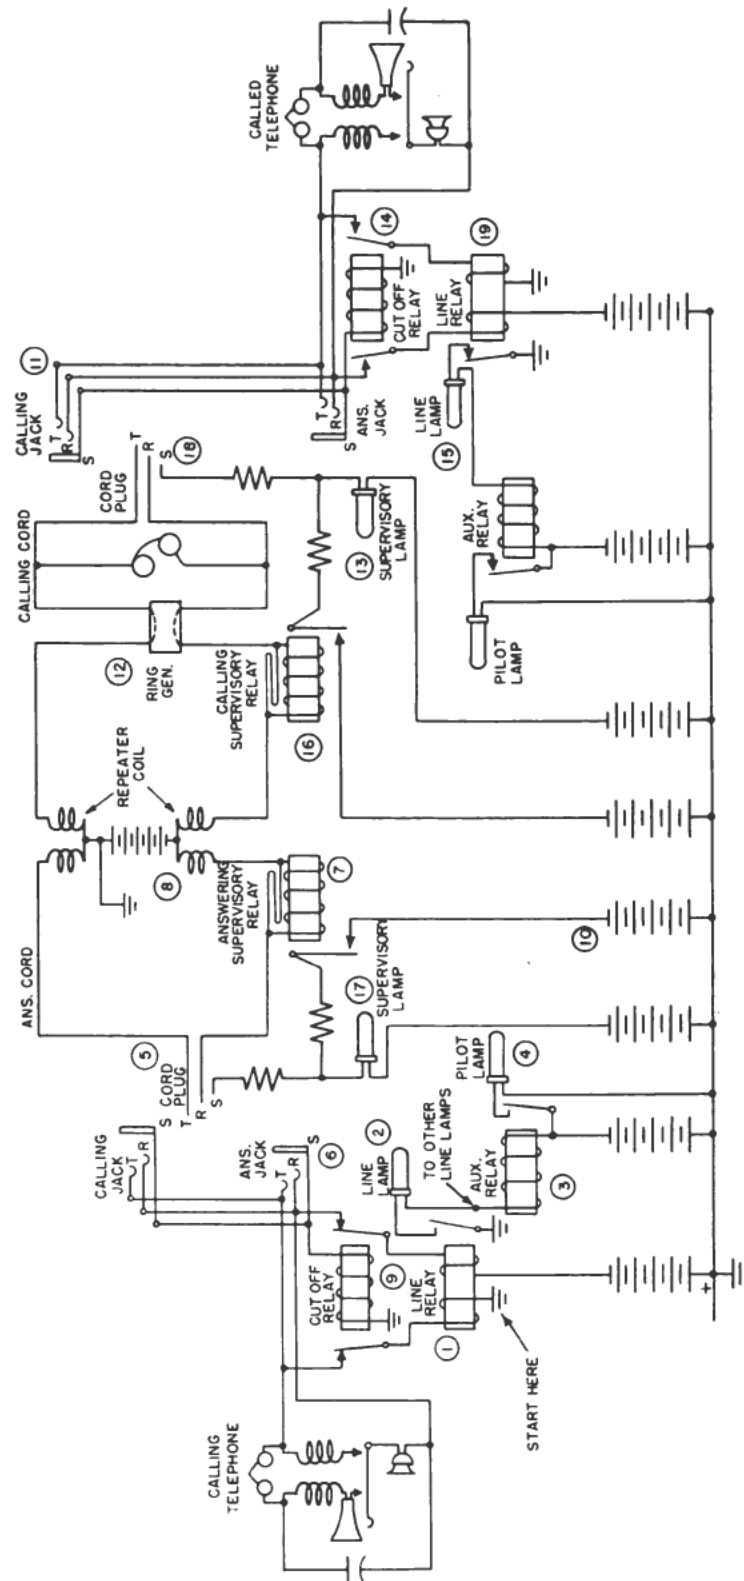 CALLING
TELEPHONE
START HERE
1
LINE
RELAY
CUT OFF
RELAY
9
CALLING
JACK
T
R
S
ANS.
JACK
T
R
S
6
2
LINE
LAMP
TO OTHER
LINE LAMPS
AUX.
RELAY
3
PILOT
LAMP
4
+
ANS. CORD
5
CORD
PLUG
T
R
S
17
SUPERVISORY
LAMP
ANSWERING
SUPERVISORY
RELAY
7
8
REPEATER
COIL
10
16
CALLING
SUPERVISORY
RELAY
12
RING
GEN.
CALLING CORD
CORD
PLUG
T
R
S
18
13
SUPERVISORY
LAMP
CALLING
JACK
11
T
R
S
ANS.
JACK
T
R
S
PILOT
LAMP
AUX.
RELAY
15
LINE
LAMP
CUT OFF
RELAY
14
LINE
RELAY
19
CALLED
TELEPHONE